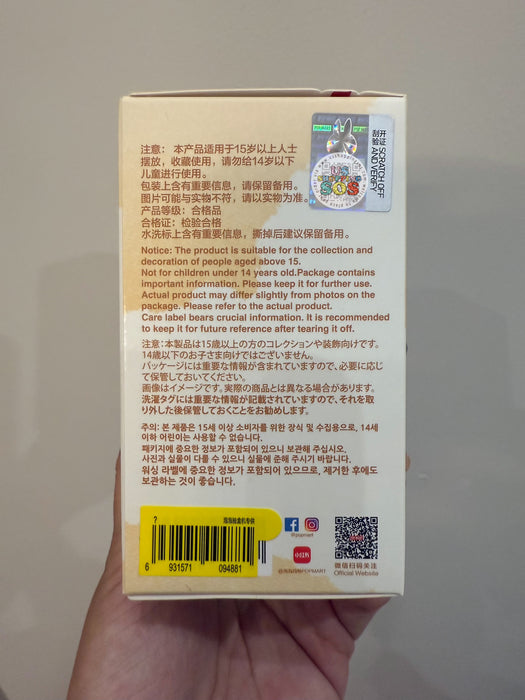 注意： 本产品适用于15岁以上人士
摆放，收藏使用，请勿给14岁以下
儿童进行使用。
包装上含有重要信息，请保留备用。
图片可能与实物不符，请以实物为准。
产品等级：合格品
合格证：检验合格
水洗标上含有重要信息，撕掉后建议保留备用。
开证
刮验
SCRATCH OFF
AND VERIFY
SOS
Notice: The product is suitable for the collection and
decoration of people aged above 15.
Not for children under 14 years old.Package contains
important information. Please keep it for further use.
Actual product may differ slightly from photos on the
package. Please refer to the actual product.
Care label bears crucial information. It is recommended
to keep it for future reference after tearing it off.
注意：本製品は15歳以上の方のコレクションや装飾向けです。
14歳以下のお子さま向けではございません。
パッケージには重要な情報が含まれていますので、必要に応じ
て保管しておいてください。
画像はイメージです。実際の商品とは異なる場合があります。
洗濯タグには重要な情報が記載されていますので、それを取
り外した後保管しておくことをお勧めします。
주의: 본 제품은 15세 이상 소비자를 위한 장식 및 수집용으로, 14세
이하 어린이는 사용할 수 없습니다.
패키지에 중요한 정보가 포함되어 있으니 보관해 주십시오.
사진과 실물이 다를 수 있으니 실물에 준해 주시기 바랍니다.
워싱 라벨에 중요한 정보가 포함되어 있으므로, 제거한 후에도
보관하는 것이 좋습니다.
?
6 931571 094881
@popmart
小红书
@泡泡玛特POPMART
微信扫码关注
Official Website